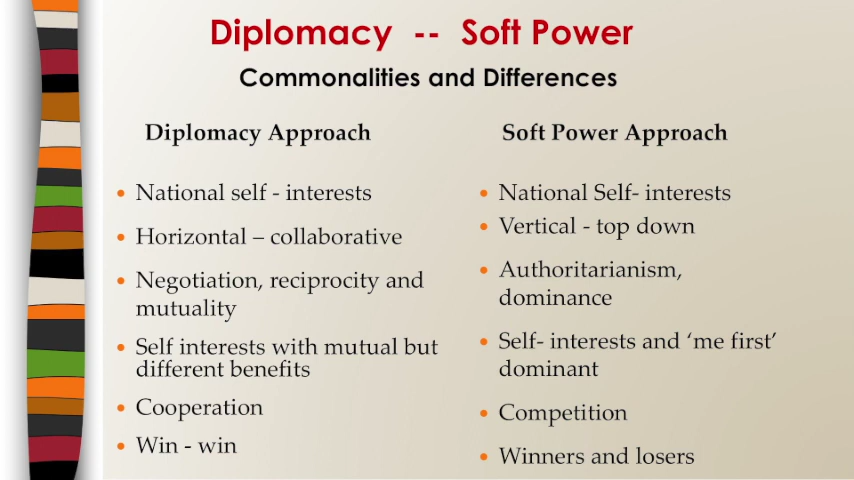 Diplomacy -- Soft Power
Commonalities and Differences
Diplomacy Approach
• National self - interests
• Horizontal – collaborative
• Negotiation, reciprocity and
mutuality
• Self interests with mutual but
different benefits
• Cooperation
• Win - win
Soft Power Approach
• National Self- interests
• Vertical - top down
• Authoritarianism,
dominance
• Self- interests and ‘me first’
dominant
• Competition
• Winners and losers